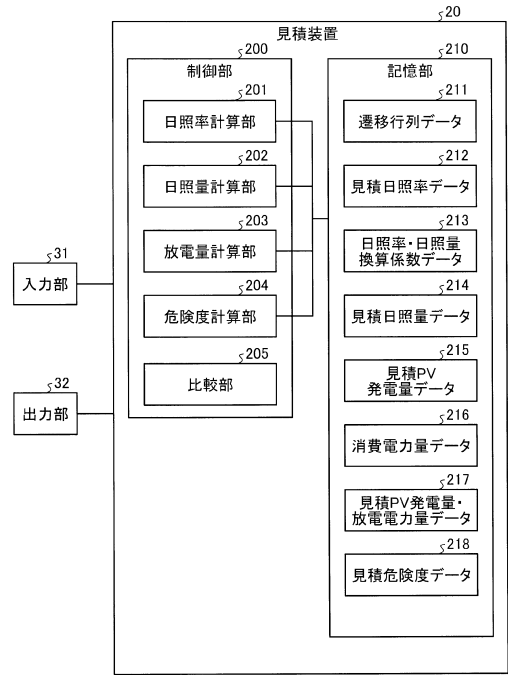 20
見積装置
200
制御部
201
日照率計算部
202
日照量計算部
203
放電量計算部
204
危険度計算部
205
比較部
210
記憶部
211
遷移行列データ
212
見積日照率データ
213
日照率・日照量
換算係数データ
214
見積日照量データ
215
見積PV
発電量データ
216
消費電力量データ
217
見積PV発電量・
放電電力量データ
218
見積危険度データ
31
入力部
32
出力部